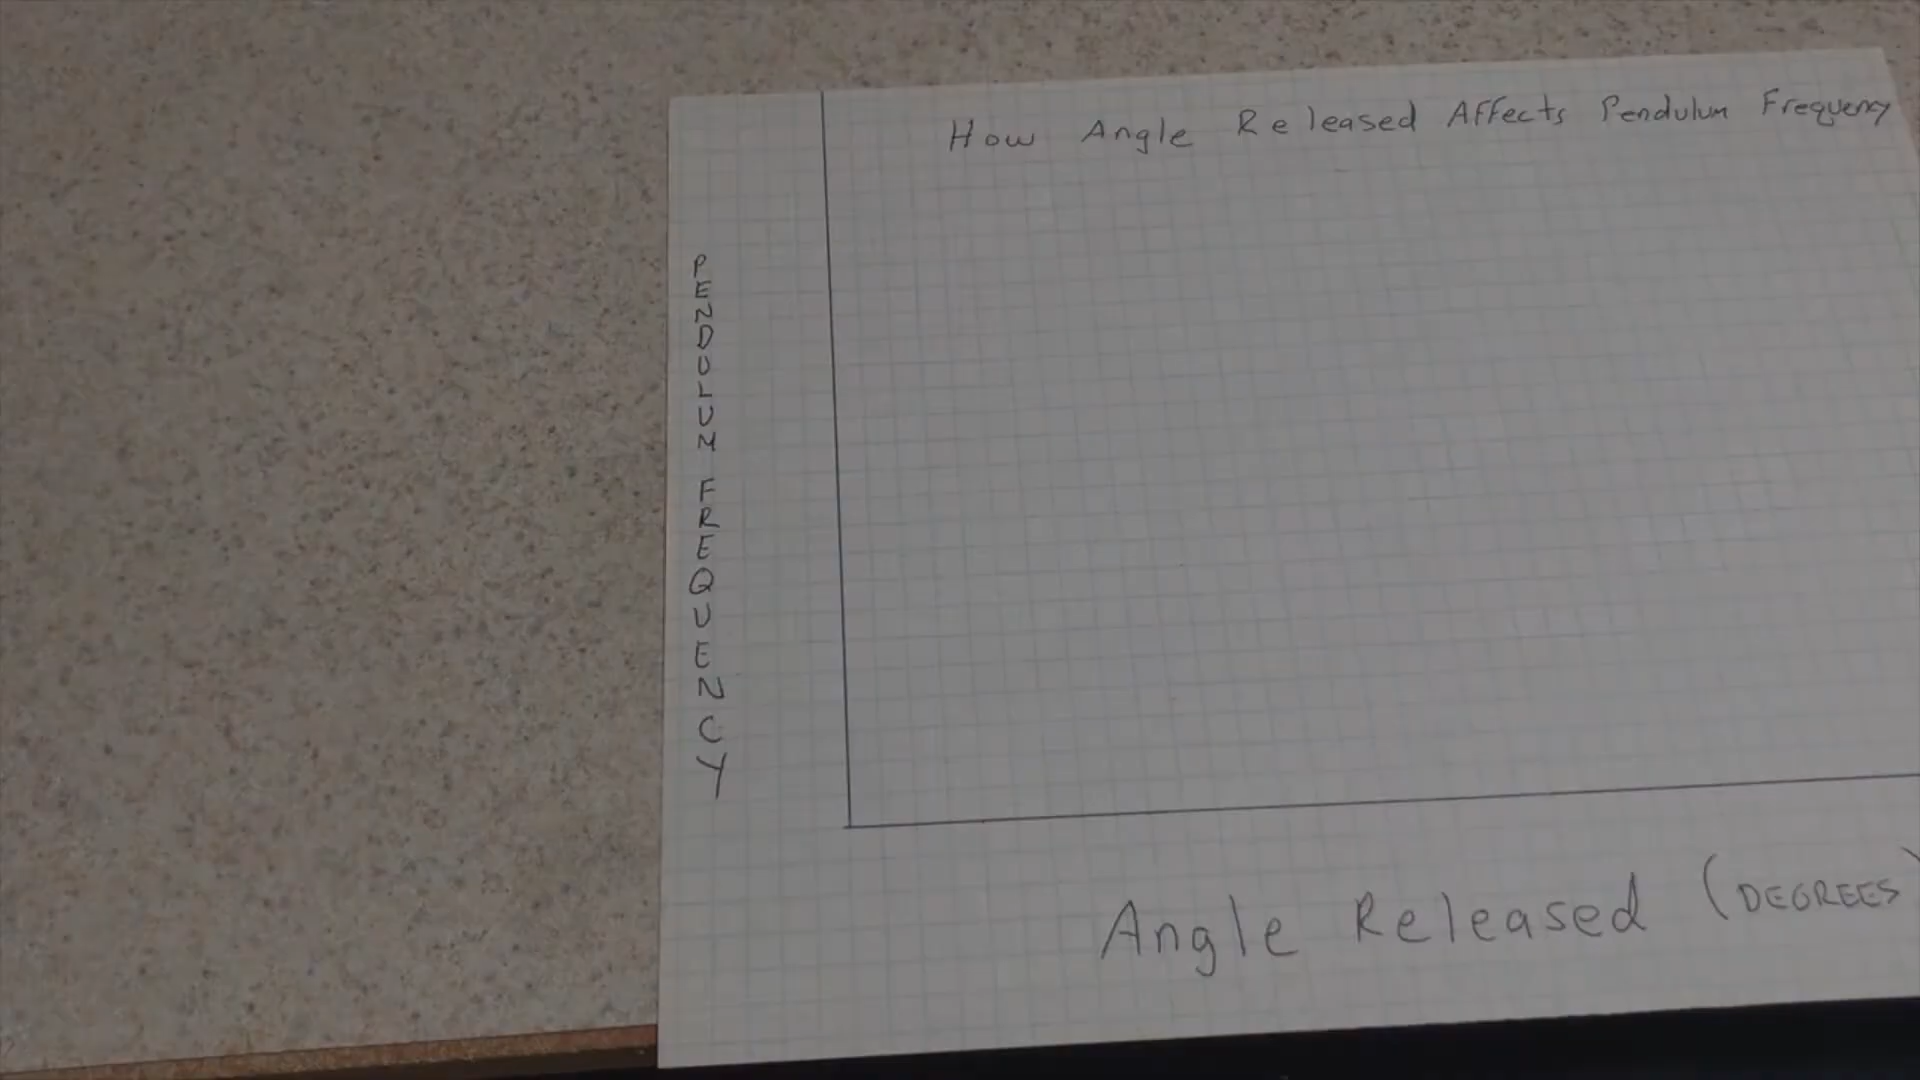 How Angle Released Affects Pendulum Frequency
PENDULUM FREQUENCY
Angle Released (DEGREES)